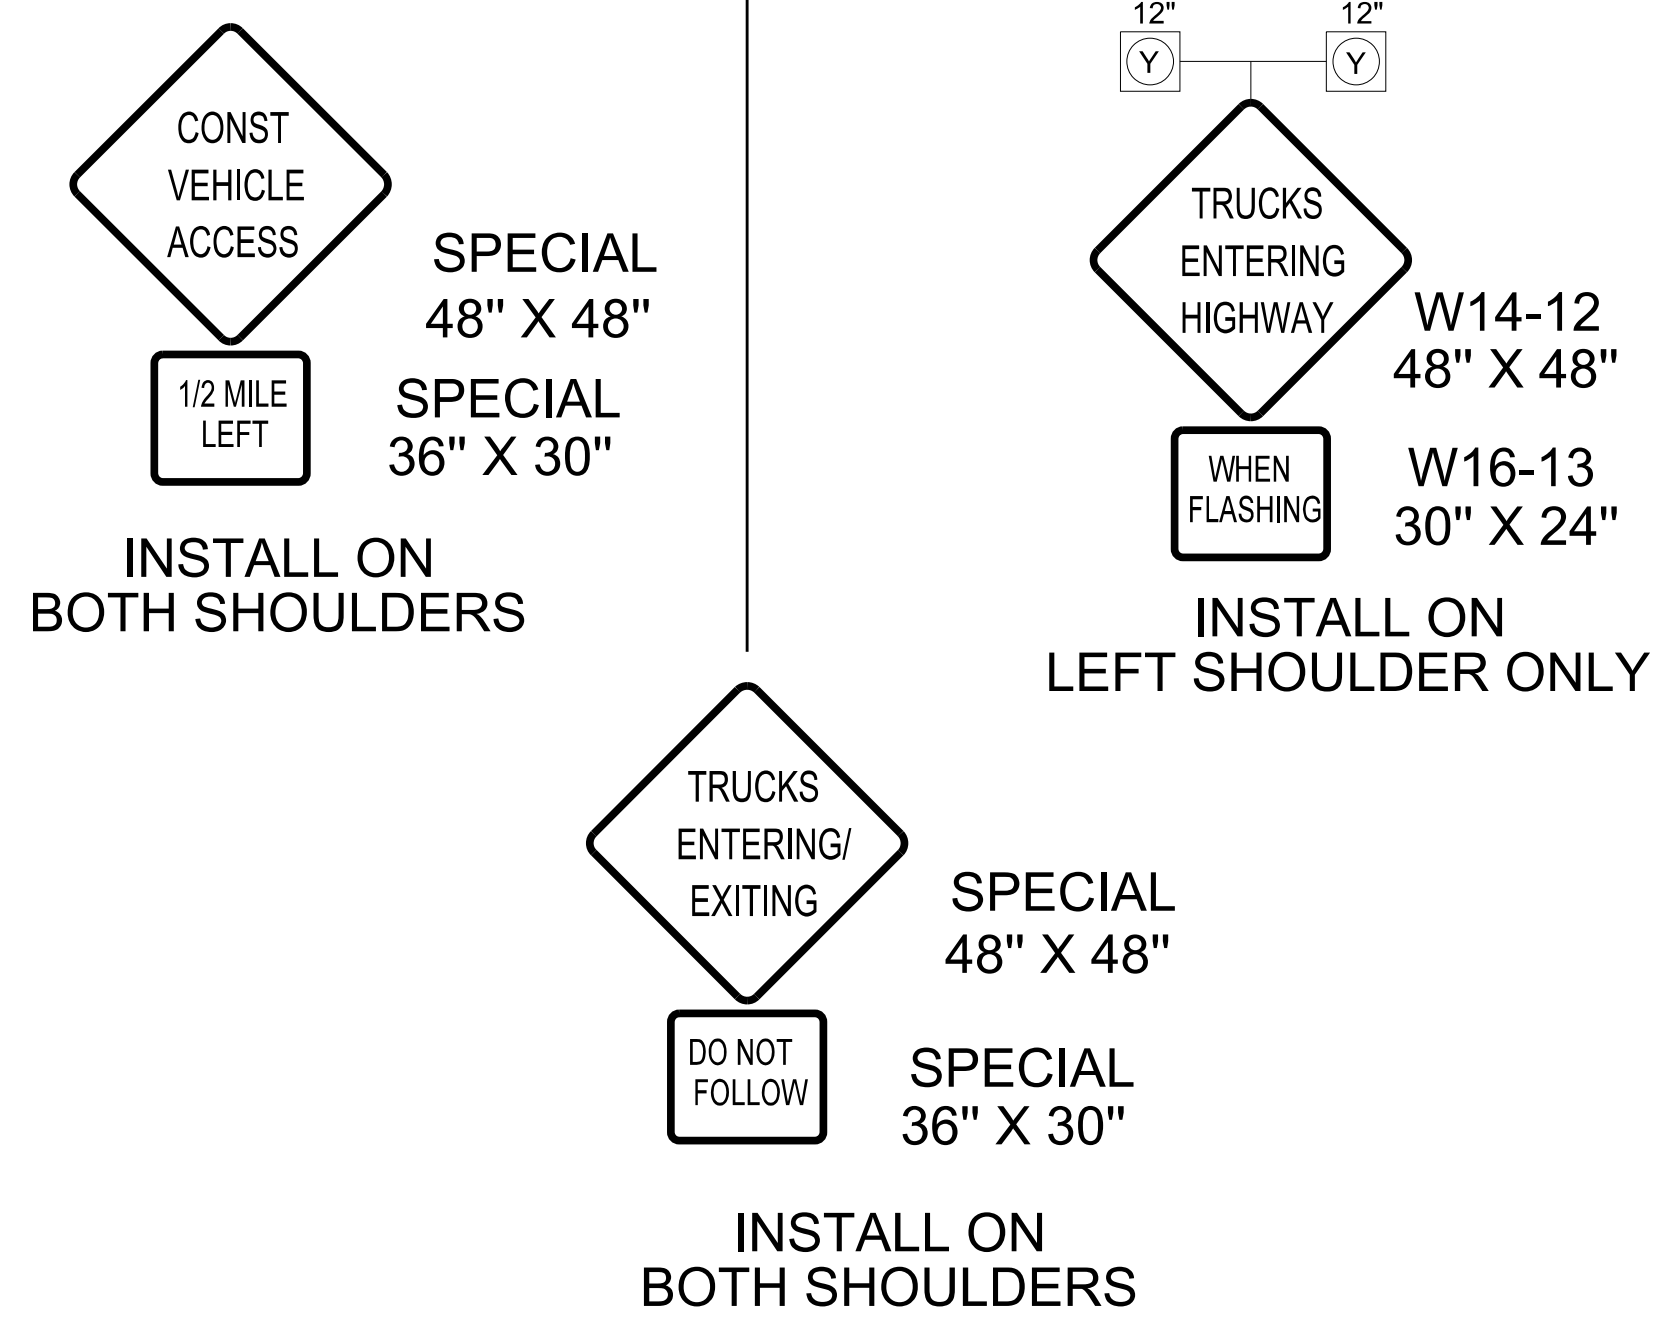 CONST
VEHICLE
ACCESS
SPECIAL
48" X 48"
1/2 MILE
LEFT
SPECIAL
36" X 30"
INSTALL ON
BOTH SHOULDERS
12" 12"
Y Y
TRUCKS
ENTERING
HIGHWAY
W14-12
48" X 48"
WHEN
FLASHING
W16-13
30" X 24"
INSTALL ON
LEFT SHOULDER ONLY
TRUCKS
ENTERING/
EXITING
SPECIAL
48" X 48"
DO NOT
FOLLOW
SPECIAL
36" X 30"
INSTALL ON
BOTH SHOULDERS